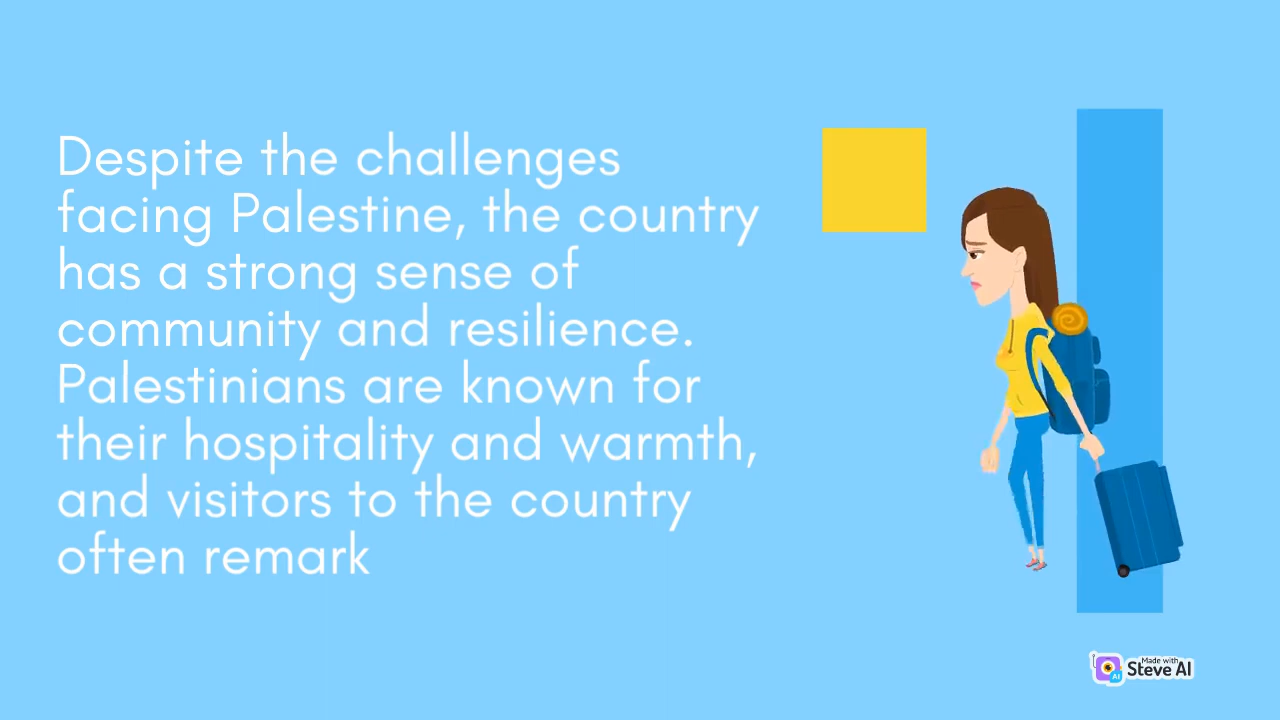 Despite the challenges
facing Palestine, the country
has a strong sense of
community and resilience.
Palestinians are known for
their hospitality and warmth,
and visitors to the country
often remark
Made with
Steve AI
AI